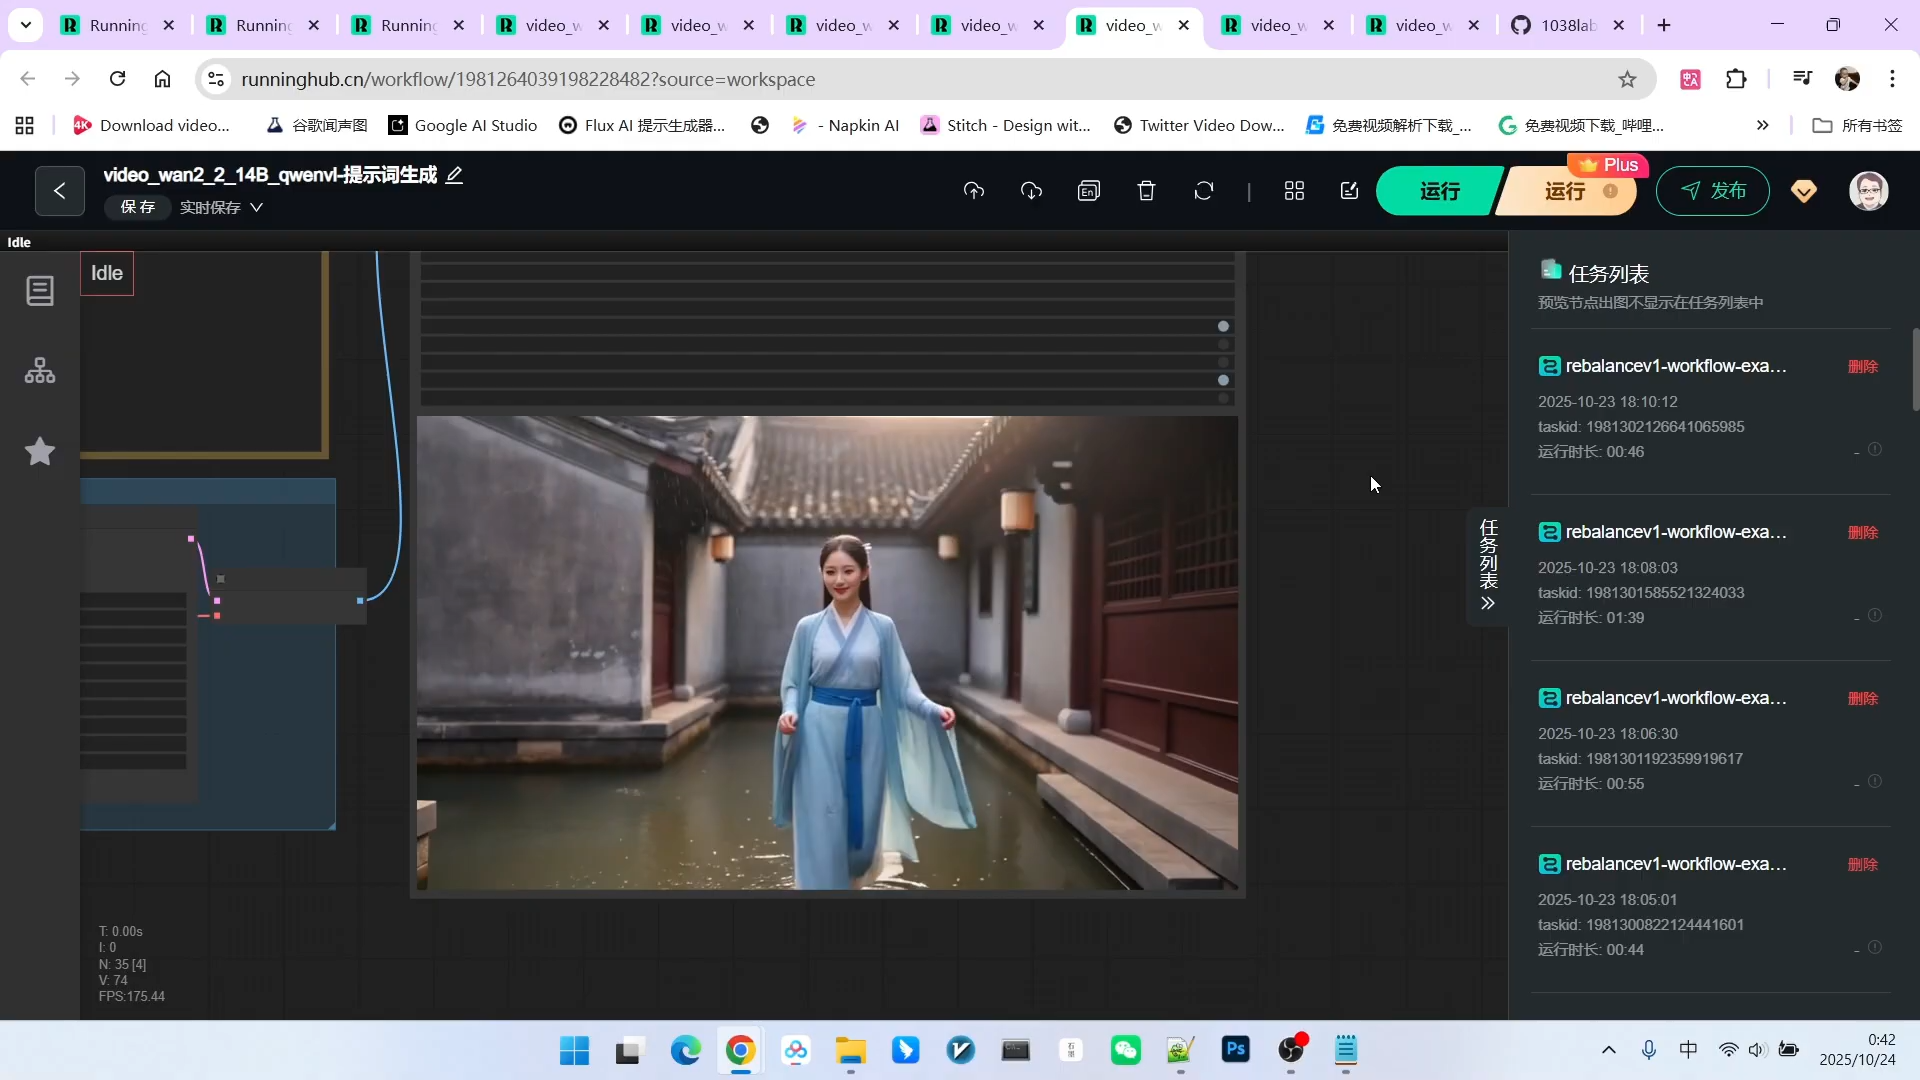 Running
Running
Running
video_w
video_w
video_w
video_w
video_w
video_w
video_w
1038lab
runninghub.cn/workflow/1981264039198228482?source=workspace
Download video...
谷歌闻声图
Google AI Studio
Flux AI 提示生成器...
- Napkin AI
Stitch - Design wit...
Twitter Video Dow...
免费视频解析下载_...
免费视频下载_哔哩...
所有书签
video_wan2_2_14B_qwenvl-提示词生成
保存
实时保存
En
运行
运行
Plus
发布
Idle
Idle
任务列表
预览节点出图不显示在任务列表中
rebalancev1-workflow-exa...
删除
2025-10-23 18:10:12
taskid: 1981302126641065985
运行时长: 00:46
-
rebalancev1-workflow-exa...
删除
2025-10-23 18:08:03
taskid: 1981301585521324033
运行时长: 01:39
-
rebalancev1-workflow-exa...
删除
2025-10-23 18:06:30
taskid: 1981301192359919617
运行时长: 00:55
-
rebalancev1-workflow-exa...
删除
2025-10-23 18:05:01
taskid: 1981300822124441601
运行时长: 00:44
-
任务列表
T: 0.00s
I: 0
N: 35 [4]
V: 74
FPS:175.44
Ps
中
0:42
2025/10/24